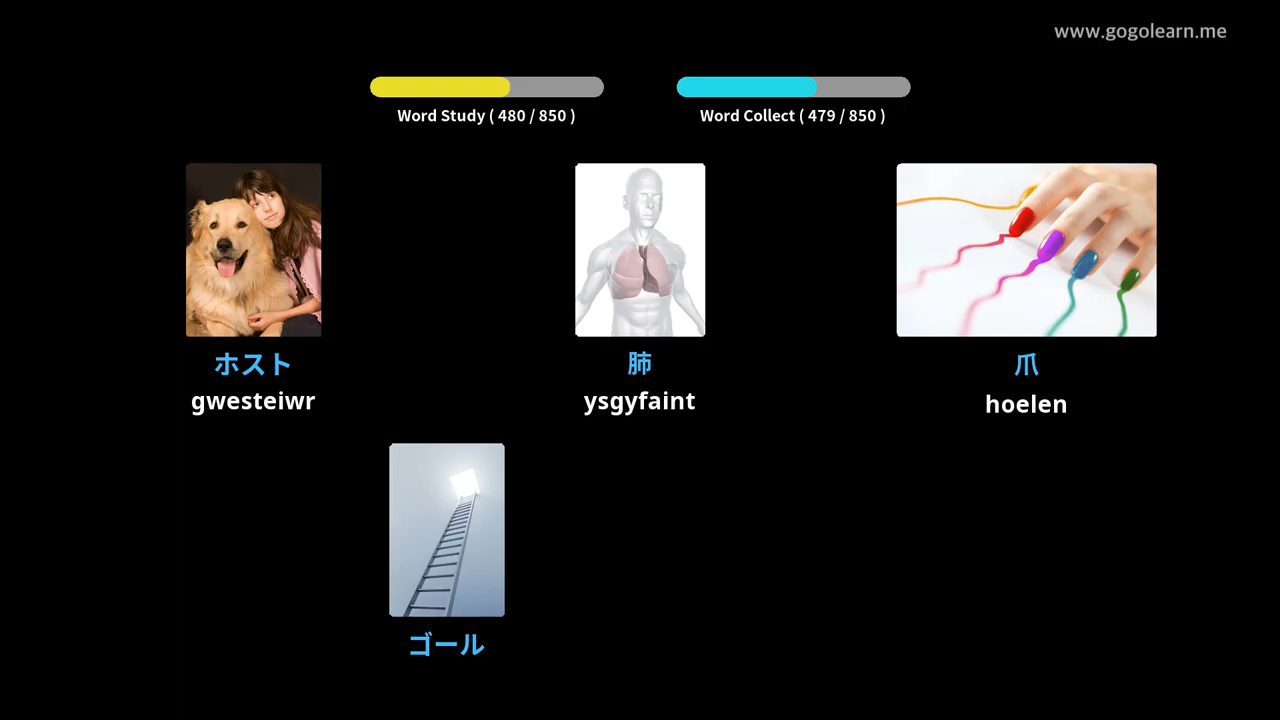 www.gogolearn.me
Word Study ( 480 / 850 )
Word Collect ( 479 / 850 )
ホスト
gwesteiwr
肺
ysgyfaint
爪
hoelen
ゴール